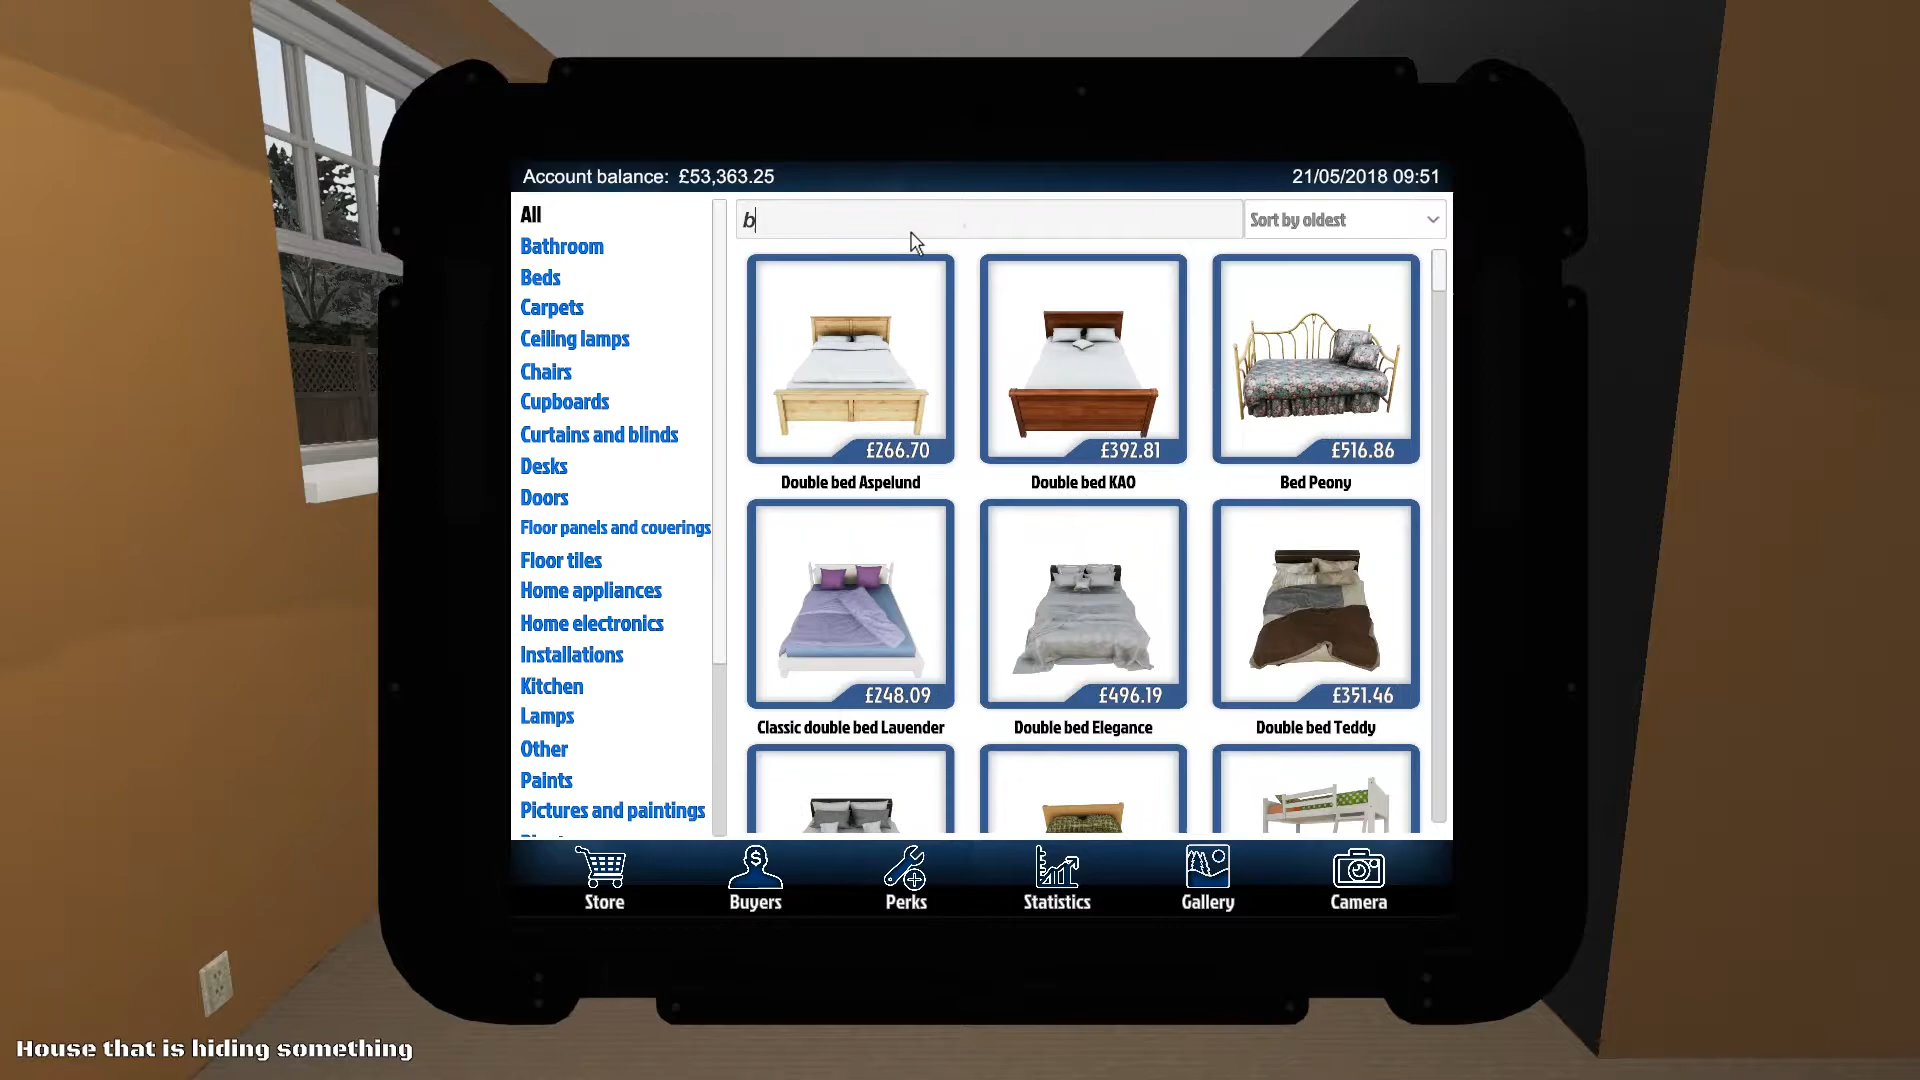 Account balance: £53,363.25
21/05/2018 09:51
All
Bathroom
Beds
Carpets
Ceiling lamps
Chairs
Cupboards
Curtains and blinds
Desks
Doors
Floor panels and coverings
Floor tiles
Home appliances
Home electronics
Installations
Kitchen
Lamps
Other
Paints
Pictures and paintings
b
Sort by oldest
£266.70
£392.81
£516.86
Double bed Aspelund
Double bed KAO
Bed Peony
£248.09
£496.19
£351.46
Classic double bed Lavender
Double bed Elegance
Double bed Teddy
Store
Buyers
Perks
Statistics
Gallery
Camera
House that is hiding something